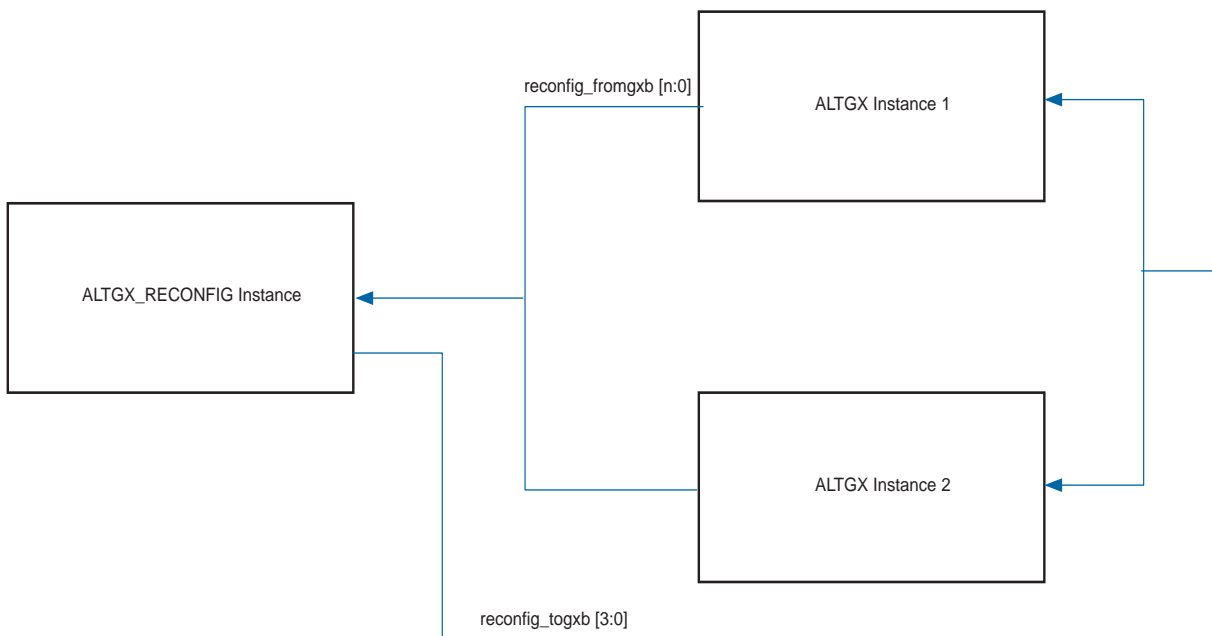 reconfig_fromgxb [n:0]
ALTGX Instance 1
ALTGX_RECONFIG Instance
ALTGX Instance 2
reconfig_togxb [3:0]